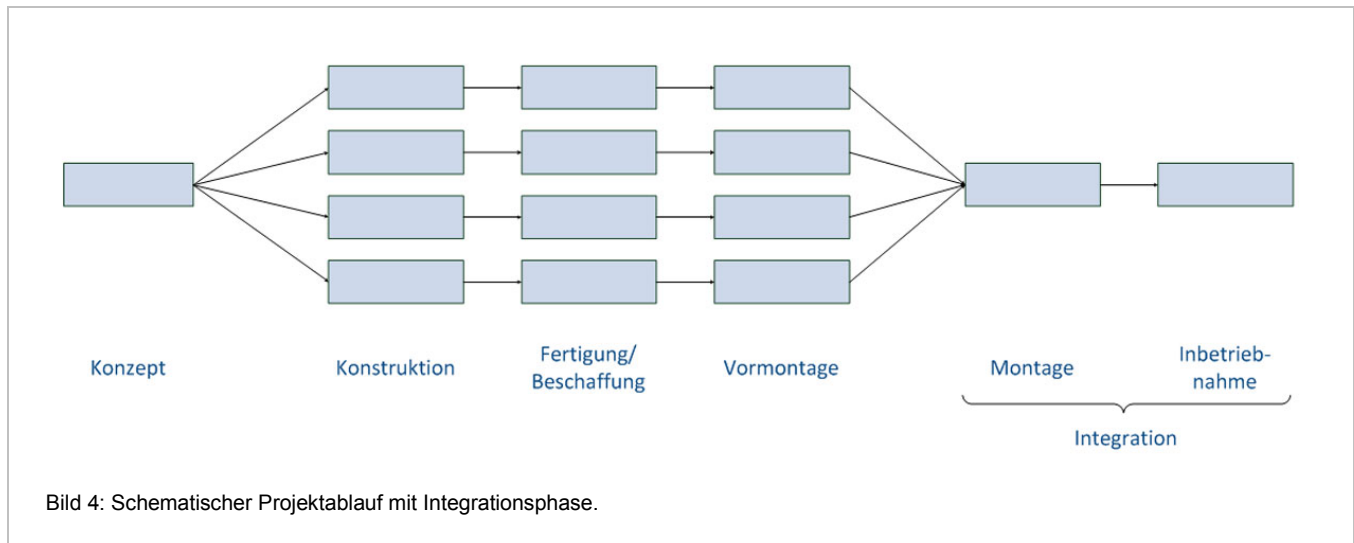 Konzept
Konstruktion
Fertigung/
Beschaffung
Vormontage
Montage
Inbetrieb-
nahme
Integration
Bild 4: Schematischer Projektablauf mit Integrationsphase.